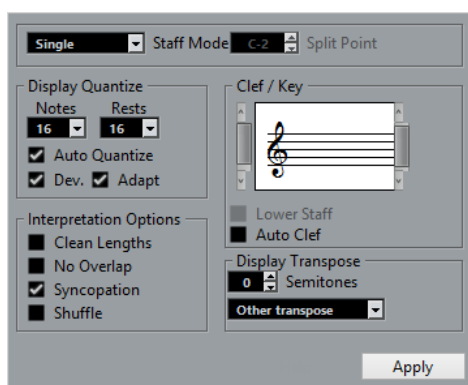 Single Staff Mode C-2 Split Point
Display Quantize
Notes Rests
16 16
Auto Quantize
Dev. Adapt
Interpretation Options
Clean Lengths
No Overlap
Syncopation
Shuffle
Clef / Key
Lower Staff
Auto Clef
Display Transpose
0 Semitones
Other transpose
Apply